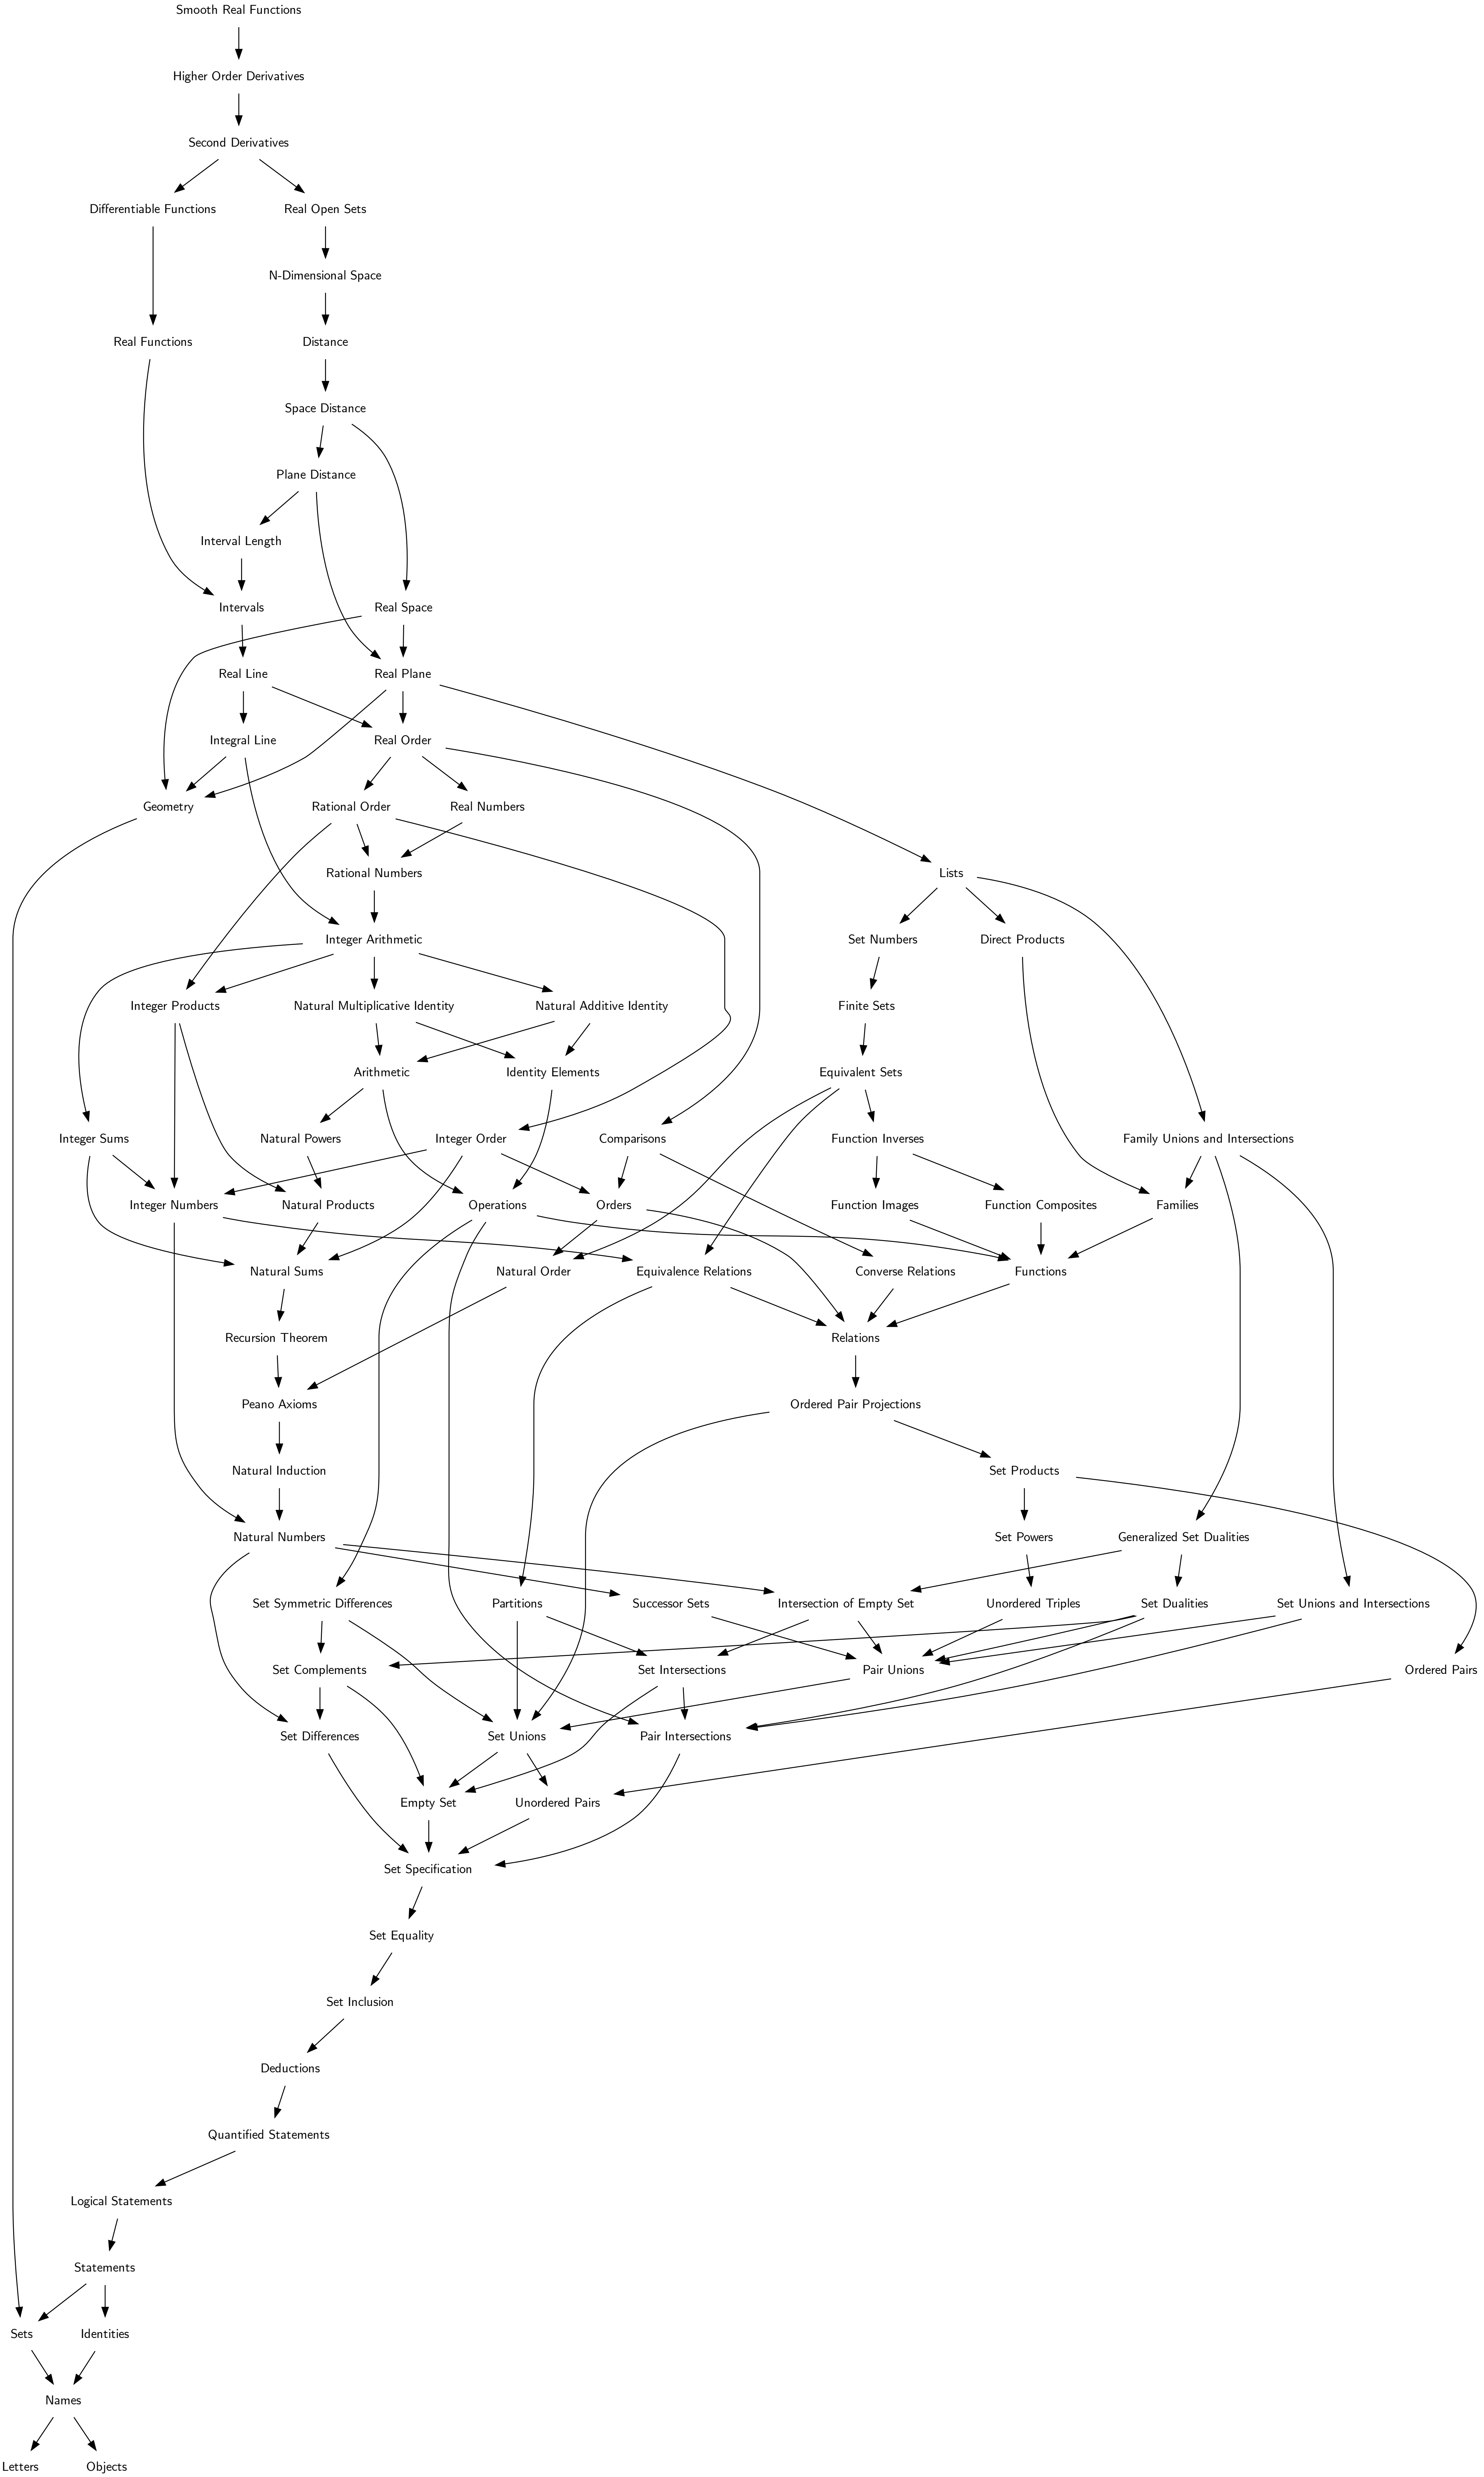 Smooth Real Functions
Higher Order Derivatives
Second Derivatives
Differentiable Functions
Real Open Sets
N-Dimensional Space
Real Functions
Distance
Space Distance
Plane Distance
Interval Length
Intervals
Real Space
Real Line
Real Plane
Integral Line
Real Order
Geometry
Rational Order
Real Numbers
Rational Numbers
Lists
Integer Arithmetic
Set Numbers
Direct Products
Integer Products
Natural Multiplicative Identity
Natural Additive Identity
Finite Sets
Arithmetic
Identity Elements
Equivalent Sets
Integer Sums
Natural Powers
Integer Order
Comparisons
Function Inverses
Family Unions and Intersections
Integer Numbers
Natural Products
Operations
Orders
Function Images
Function Composites
Families
Natural Sums
Natural Order
Equivalence Relations
Converse Relations
Functions
Recursion Theorem
Relations
Peano Axioms
Ordered Pair Projections
Natural Induction
Set Products
Natural Numbers
Set Powers
Generalized Set Dualities
Set Symmetric Differences
Partitions
Successor Sets
Intersection of Empty Set
Unordered Triples
Set Dualities
Set Unions and Intersections
Set Complements
Set Intersections
Pair Unions
Ordered Pairs
Set Differences
Set Unions
Pair Intersections
Empty Set
Unordered Pairs
Set Specification
Set Equality
Set Inclusion
Deductions
Quantified Statements
Logical Statements
Statements
Sets
Identities
Names
Letters
Objects